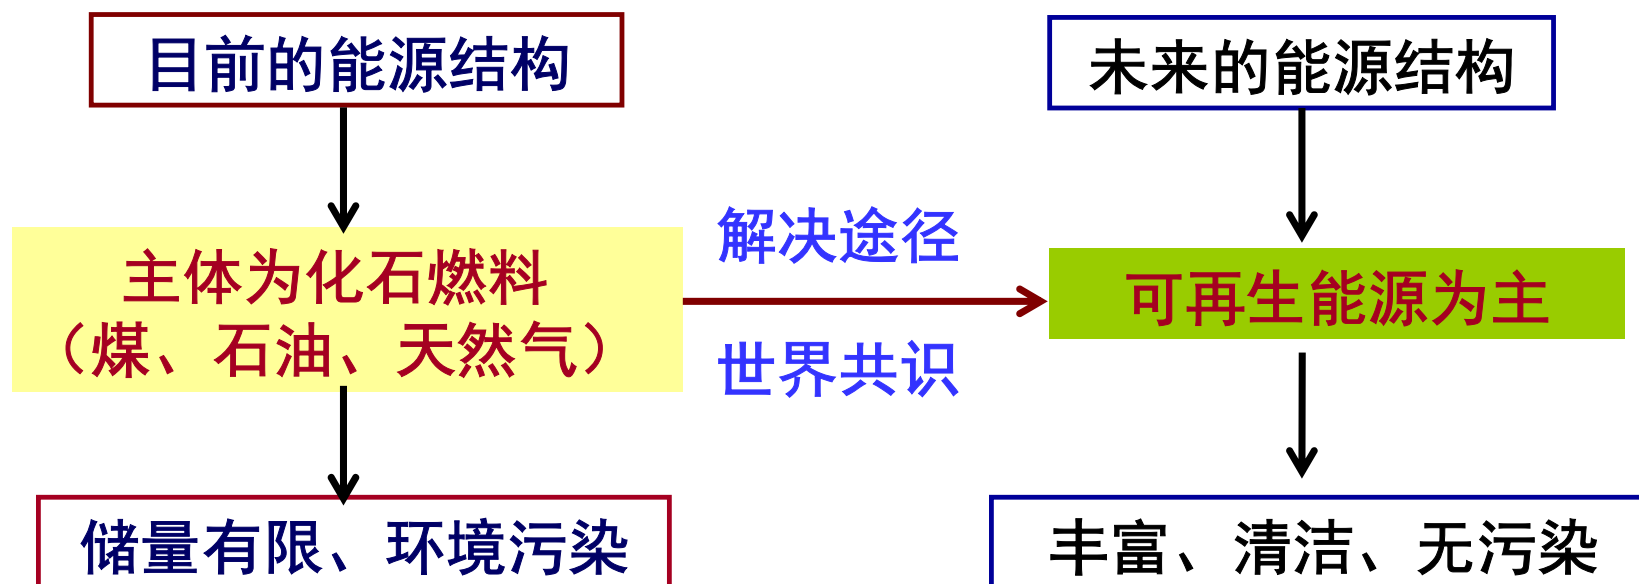 目前的能源结构
主体为化石燃料
（煤、石油、天然气）
储量有限、环境污染
解决途径
世界共识
未来的能源结构
可再生能源为主
丰富、清洁、无污染